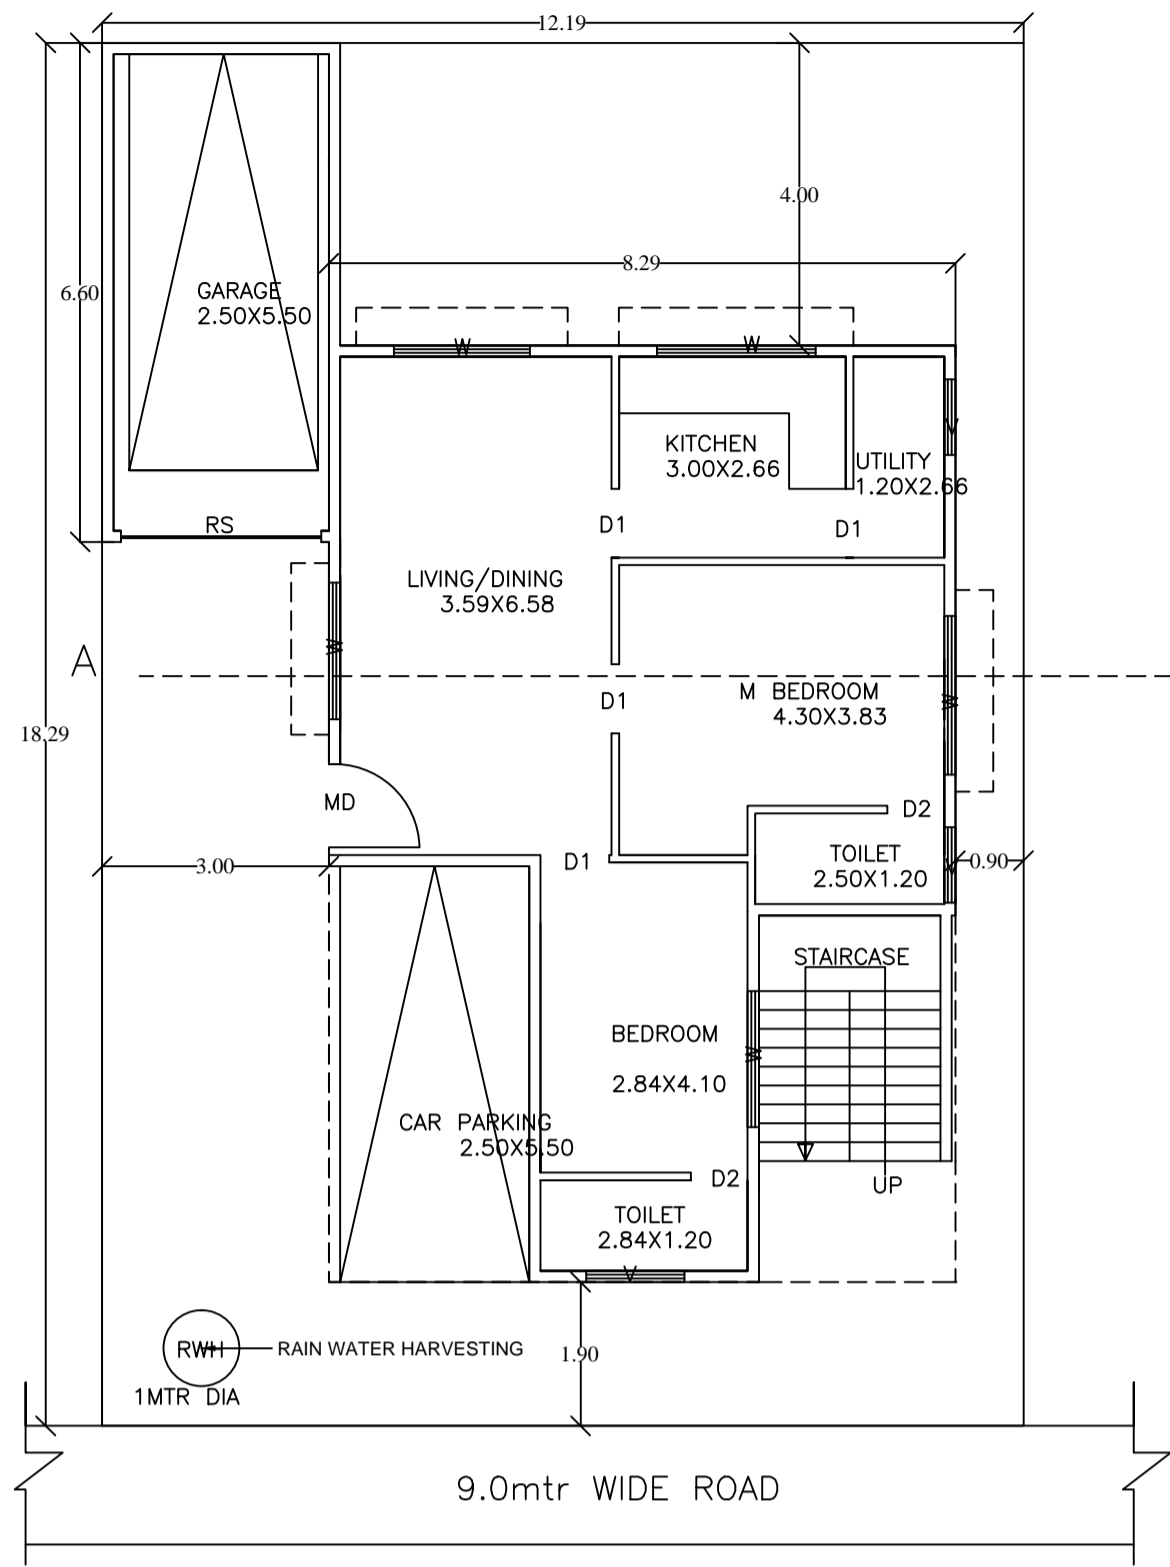 12.19
4.00
8.29
6.60
GARAGE
2.50X5.50
W
W
KITCHEN
3.00X2.66
UTILITY
1.20X2.66
V
RS
D1
D1
LIVING/DINING
3.59X6.58
W
A
D1
M BEDROOM
4.30X3.83
W
18.29
MD
D2
D1
TOILET
2.50X1.20
V
3.00
0.90
STAIRCASE
BEDROOM
2.84X4.10
W
CAR PARKING
2.50X5.50
D2
UP
TOILET
2.84X1.20
V
RWH
RAIN WATER HARVESTING
1.90
1MTR DIA
9.0mtr WIDE ROAD